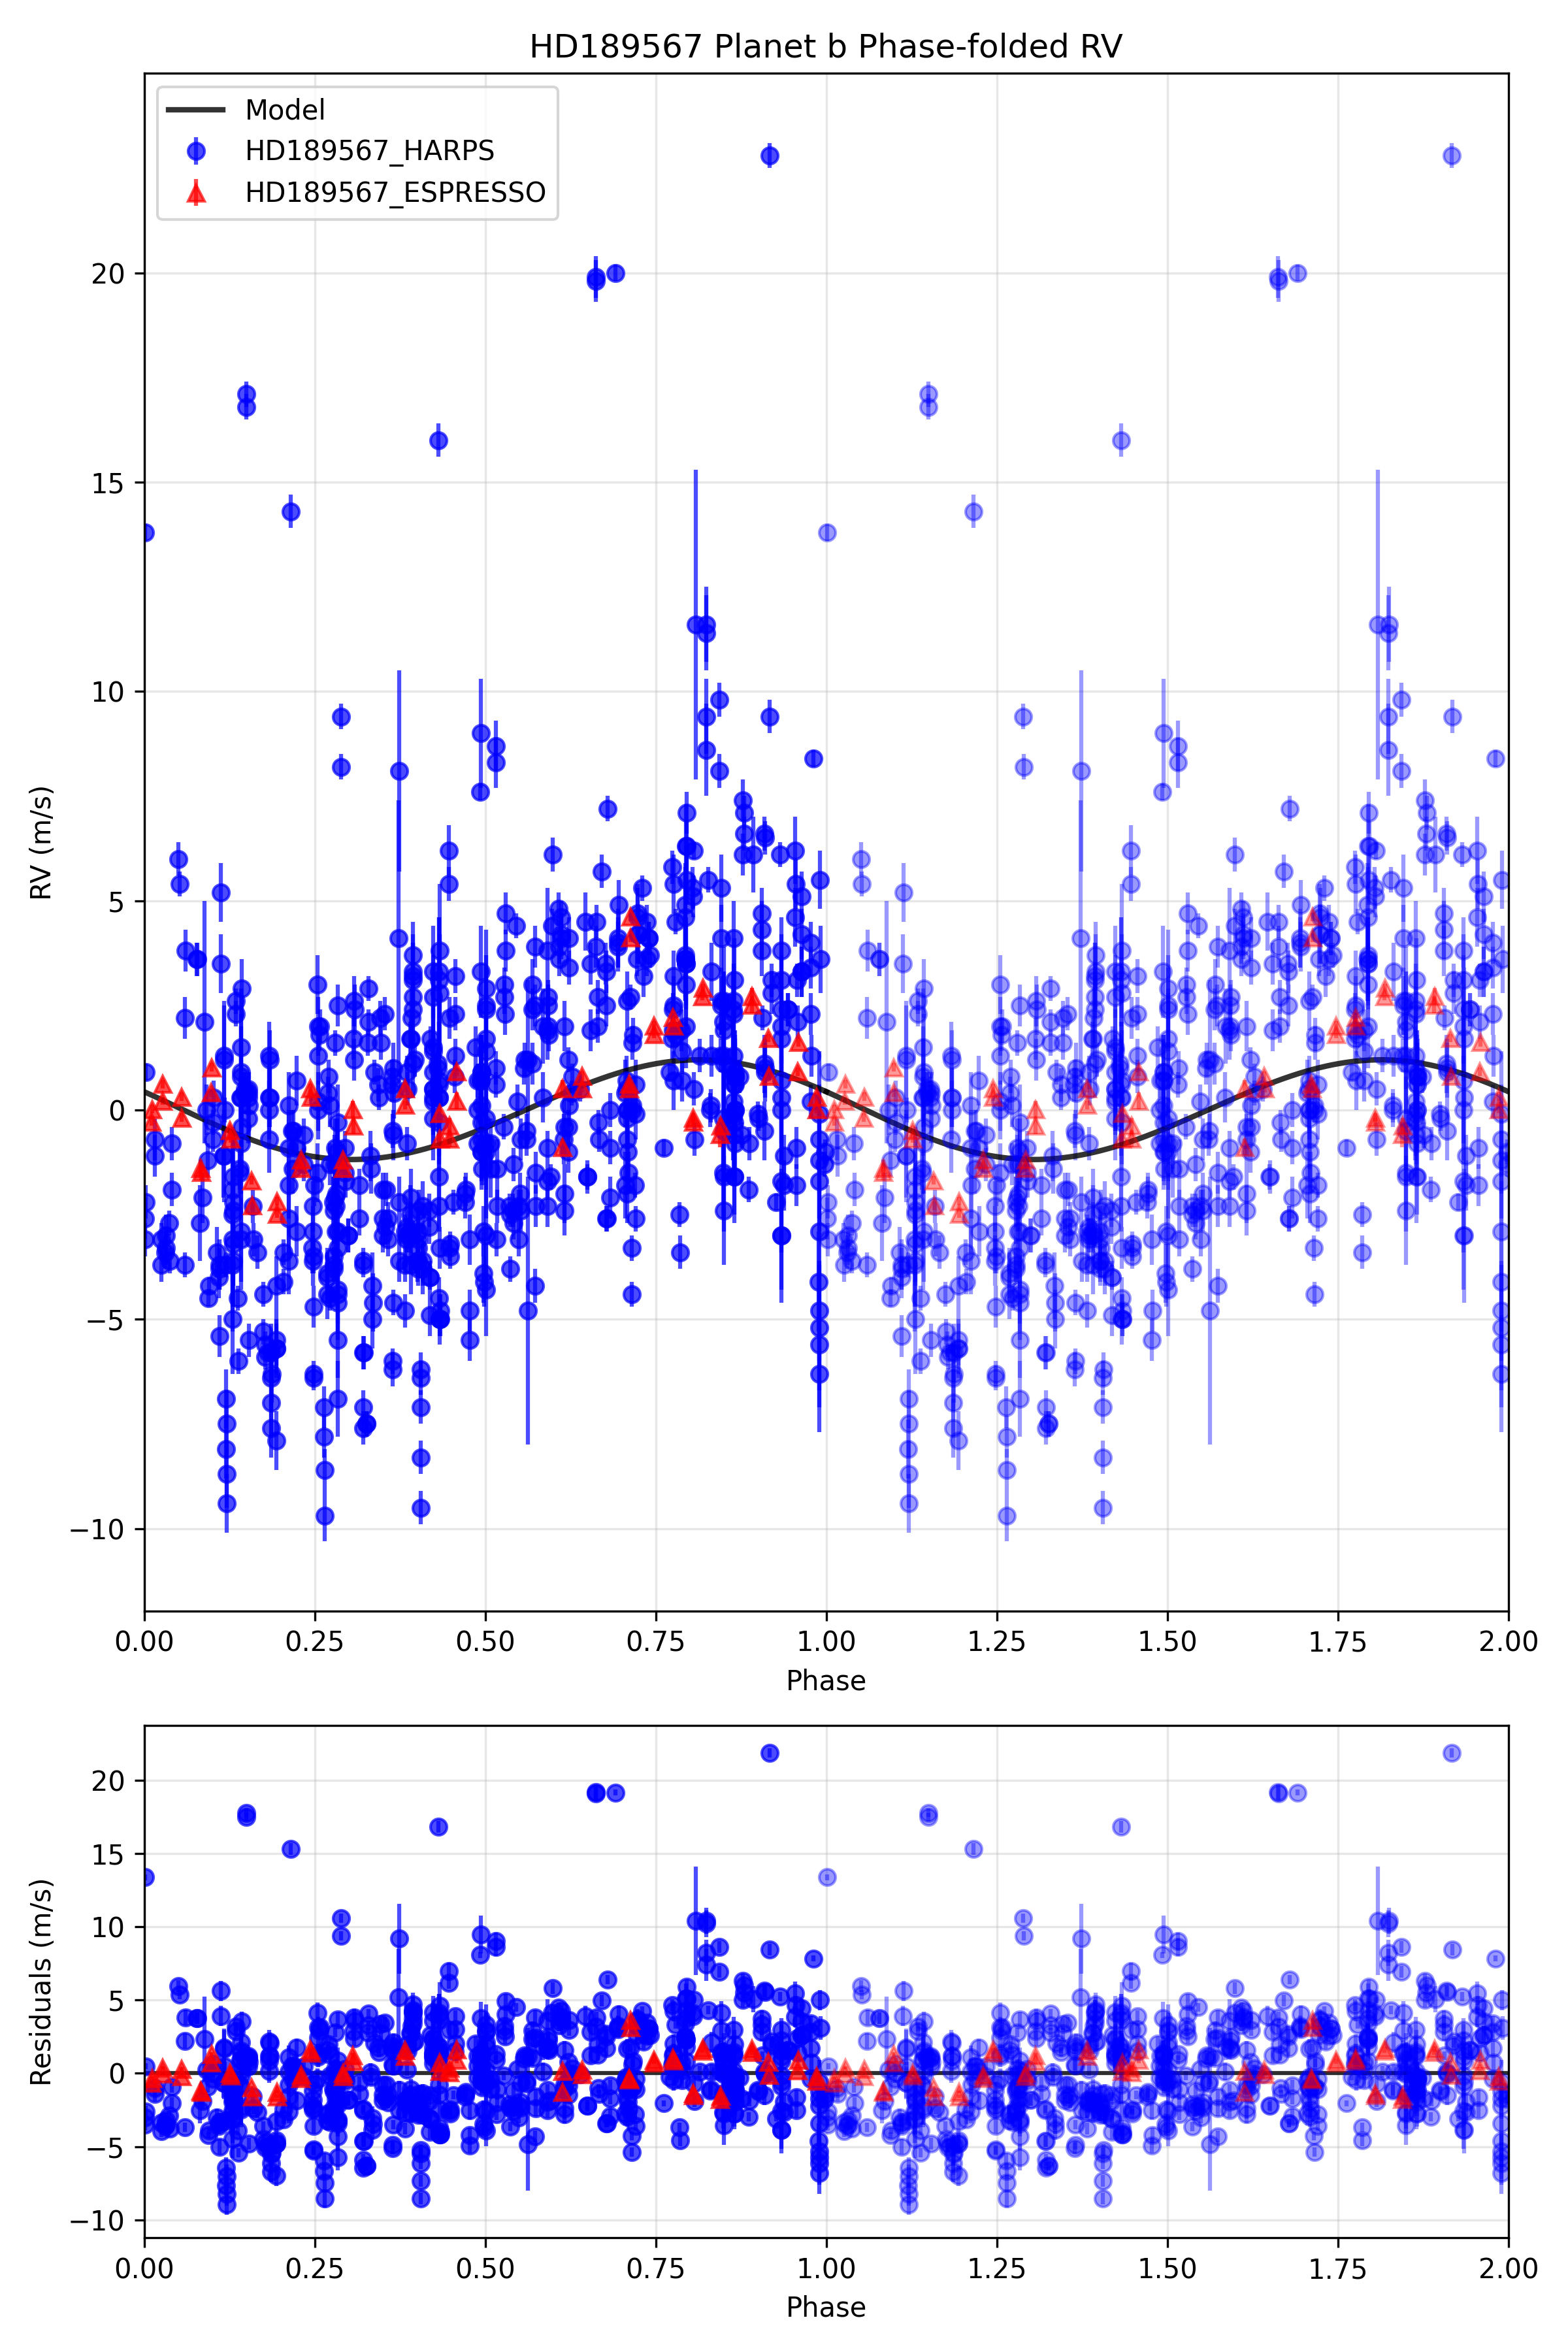 HD189567 Planet b Phase-folded RV
Model
HD189567_HARPS
HD189567_ESPRESSO
RV (m/s)
20
15
10
5
0
−5
−10
0.00 0.25 0.50 0.75 1.00 1.25 1.50 1.75 2.00
Phase
Residuals (m/s)
20
15
10
5
0
−5
−10
0.00 0.25 0.50 0.75 1.00 1.25 1.50 1.75 2.00
Phase